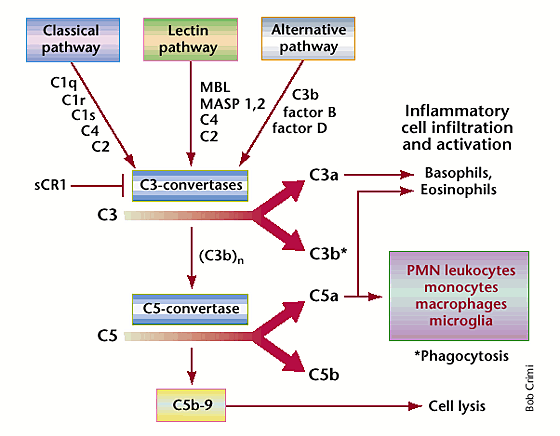 Classical
pathway
Lectin
pathway
Alternative
pathway
C1q
C1r
C1s
C4
C2
MBL
MASP 1,2
C4
C2
C3b
factor B
factor D
Inflammatory
cell infiltration
and activation
sCR1
C3-convertases
C3a
Basophils,
Eosinophils
C3
(C3b)n
C3b*
PMN leukocytes
monocytes
macrophages
microglia
C5-convertase
C5a
C5
*Phagocytosis
C5b
C5b-9
Cell lysis
Bob Crimi